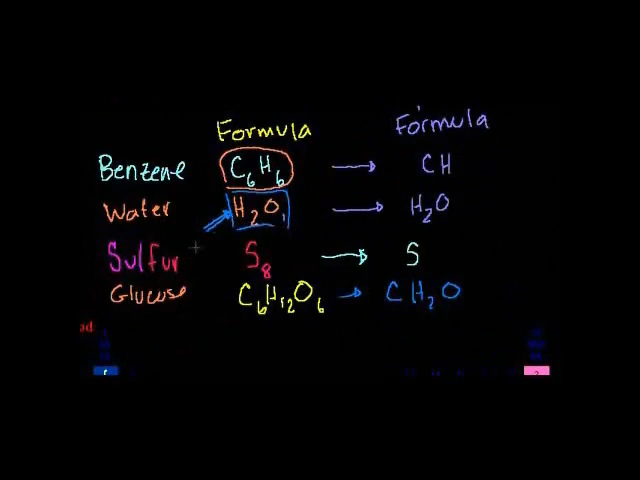 Formula Formula
Benzene C6H6 → CH
Water H2O1 → H2O
Sulfur S8 → S
Glucose C6H12O6 → CH2O